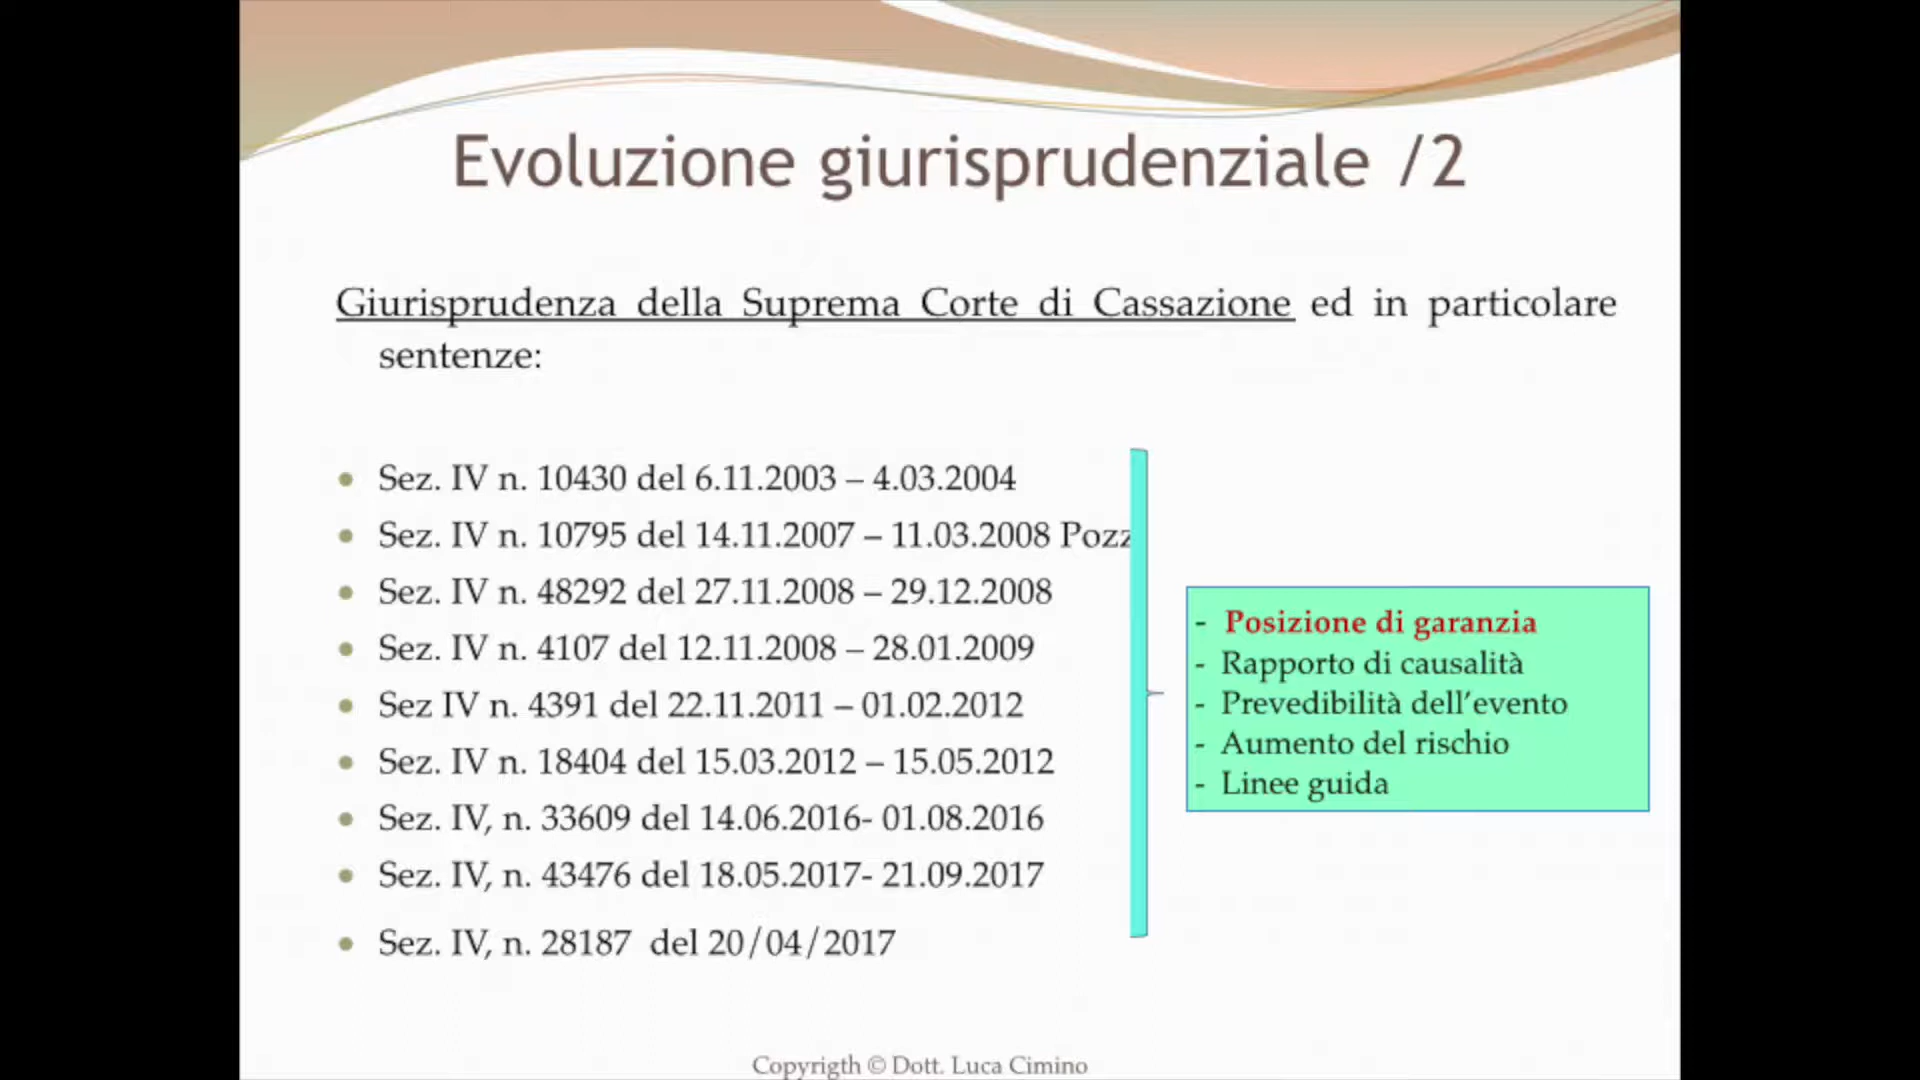 Evoluzione giurisprudenziale /2
Giurisprudenza della Suprema Corte di Cassazione ed in particolare
sentenze:
• Sez. IV n. 10430 del 6.11.2003 – 4.03.2004
• Sez. IV n. 10795 del 14.11.2007 – 11.03.2008 Pozz
• Sez. IV n. 48292 del 27.11.2008 – 29.12.2008
• Sez. IV n. 4107 del 12.11.2008 – 28.01.2009
• Sez IV n. 4391 del 22.11.2011 – 01.02.2012
• Sez. IV n. 18404 del 15.03.2012 – 15.05.2012
• Sez. IV, n. 33609 del 14.06.2016- 01.08.2016
• Sez. IV, n. 43476 del 18.05.2017- 21.09.2017
• Sez. IV, n. 28187 del 20/04/2017
- Posizione di garanzia
- Rapporto di causalità
- Prevedibilità dell’evento
- Aumento del rischio
- Linee guida
Copyrigth © Dott. Luca Cimino